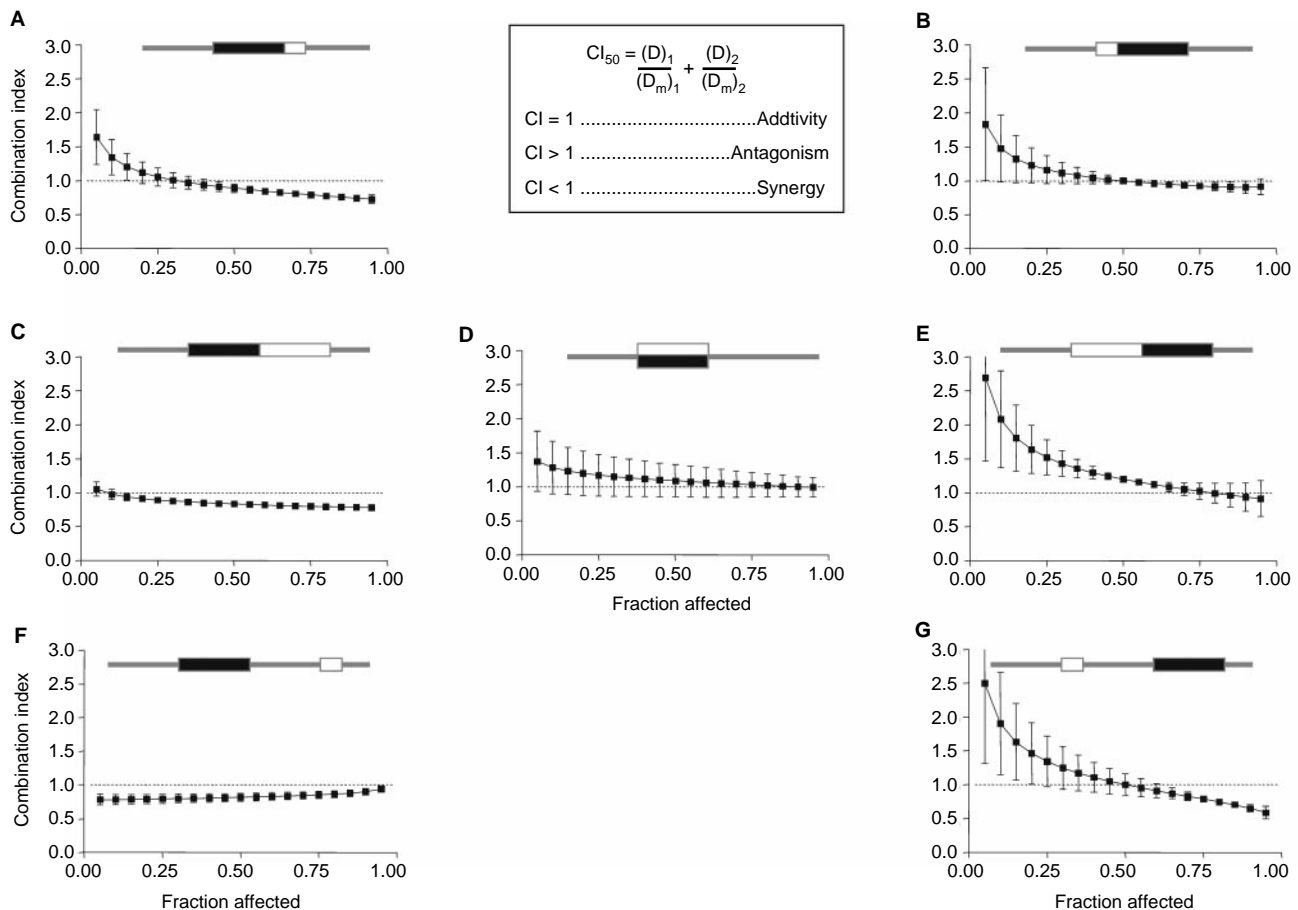 A
3.0
2.5
2.0
1.5
1.0
0.5
0.0
0.00 0.25 0.50 0.75 1.00
Combination index
CI50 = (D)1 + (D)2
(Dm)1 (Dm)2
CI = 1 ..................................Addtivity
CI > 1 .............................Antagonism
CI < 1 ..................................Synergy
B
3.0
2.5
2.0
1.5
1.0
0.5
0.0
0.00 0.25 0.50 0.75 1.00
C
3.0
2.5
2.0
1.5
1.0
0.5
0.0
0.00 0.25 0.50 0.75 1.00
Combination index
D
3.0
2.5
2.0
1.5
1.0
0.5
0.0
0.00 0.25 0.50 0.75 1.00
Fraction affected
E
3.0
2.5
2.0
1.5
1.0
0.5
0.0
0.00 0.25 0.50 0.75 1.00
F
3.0
2.5
2.0
1.5
1.0
0.5
0.0
0.00 0.25 0.50 0.75 1.00
Combination index
Fraction affected
G
3.0
2.5
2.0
1.5
1.0
0.5
0.0
0.00 0.25 0.50 0.75 1.00
Fraction affected